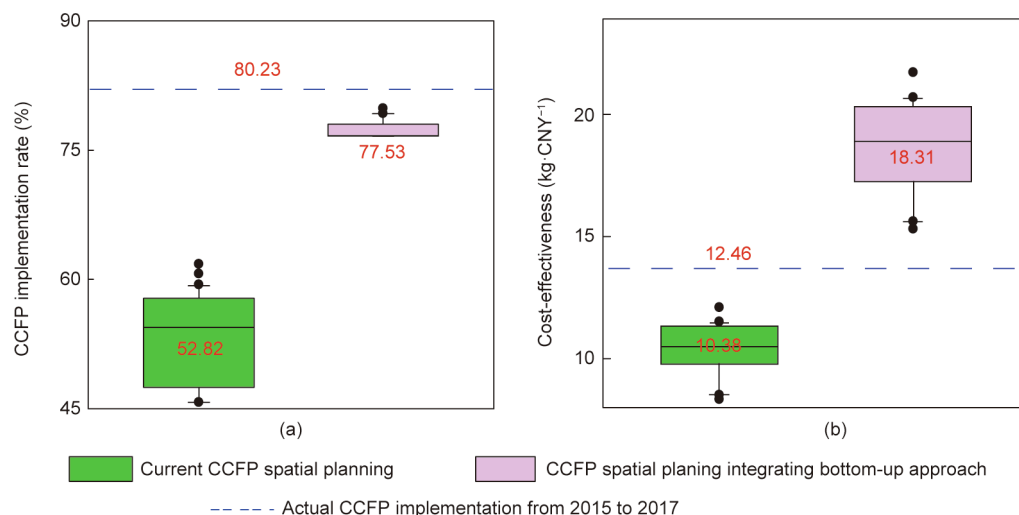 90
75
60
45
CCFP implementation rate (%)
80.23
77.53
52.82
(a)
20
15
10
Cost-effectiveness (kg·CNY⁻¹)
18.31
12.46
10.38
(b)
Current CCFP spatial planning
CCFP spatial planing integrating bottom-up approach
Actual CCFP implementation from 2015 to 2017